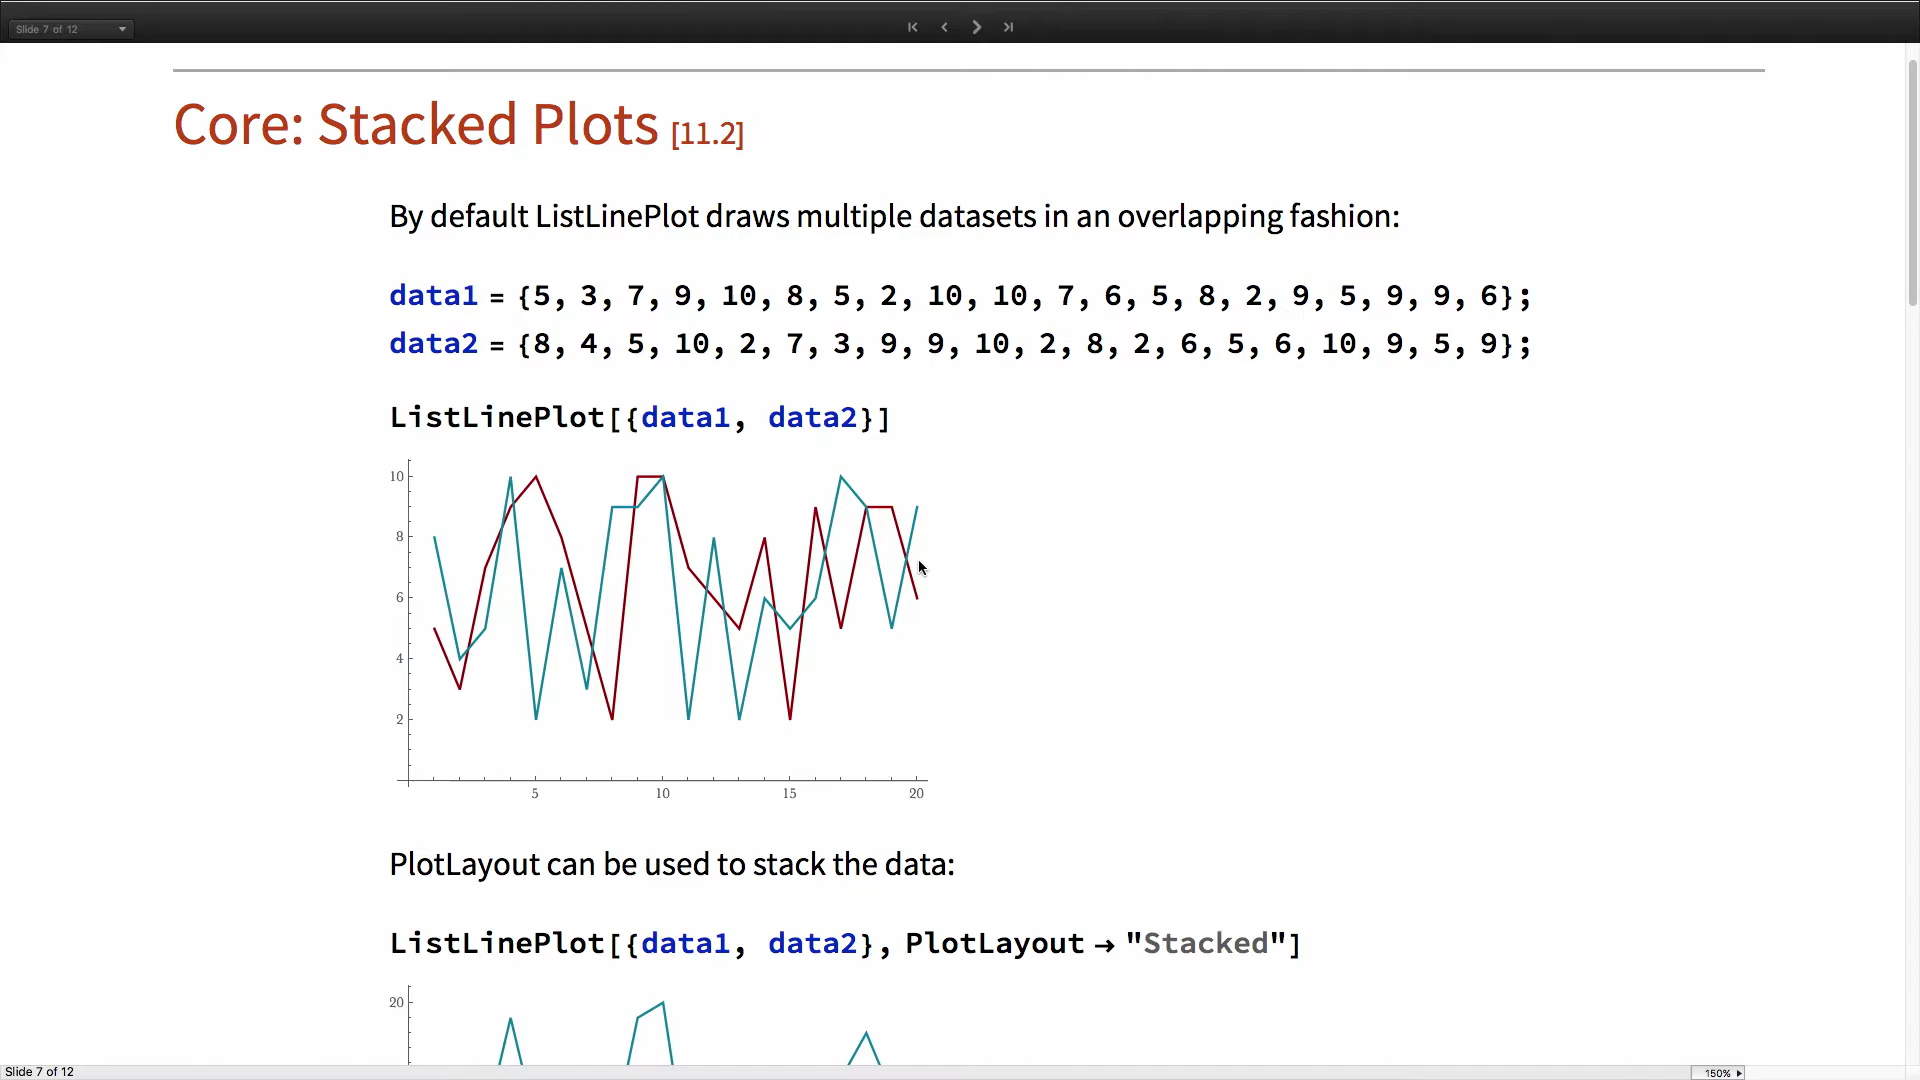 Slide 7 of 12
Core: Stacked Plots [11.2]
By default ListLinePlot draws multiple datasets in an overlapping fashion:
data1 = {5, 3, 7, 9, 10, 8, 5, 2, 10, 10, 7, 6, 5, 8, 2, 9, 5, 9, 9, 6};
data2 = {8, 4, 5, 10, 2, 7, 3, 9, 9, 10, 2, 8, 2, 6, 5, 6, 10, 9, 5, 9};
ListLinePlot[{data1, data2}]
10
8
6
4
2
5 10 15 20
PlotLayout can be used to stack the data:
ListLinePlot[{data1, data2}, PlotLayout → "Stacked"]
20
Slide 7 of 12
150%